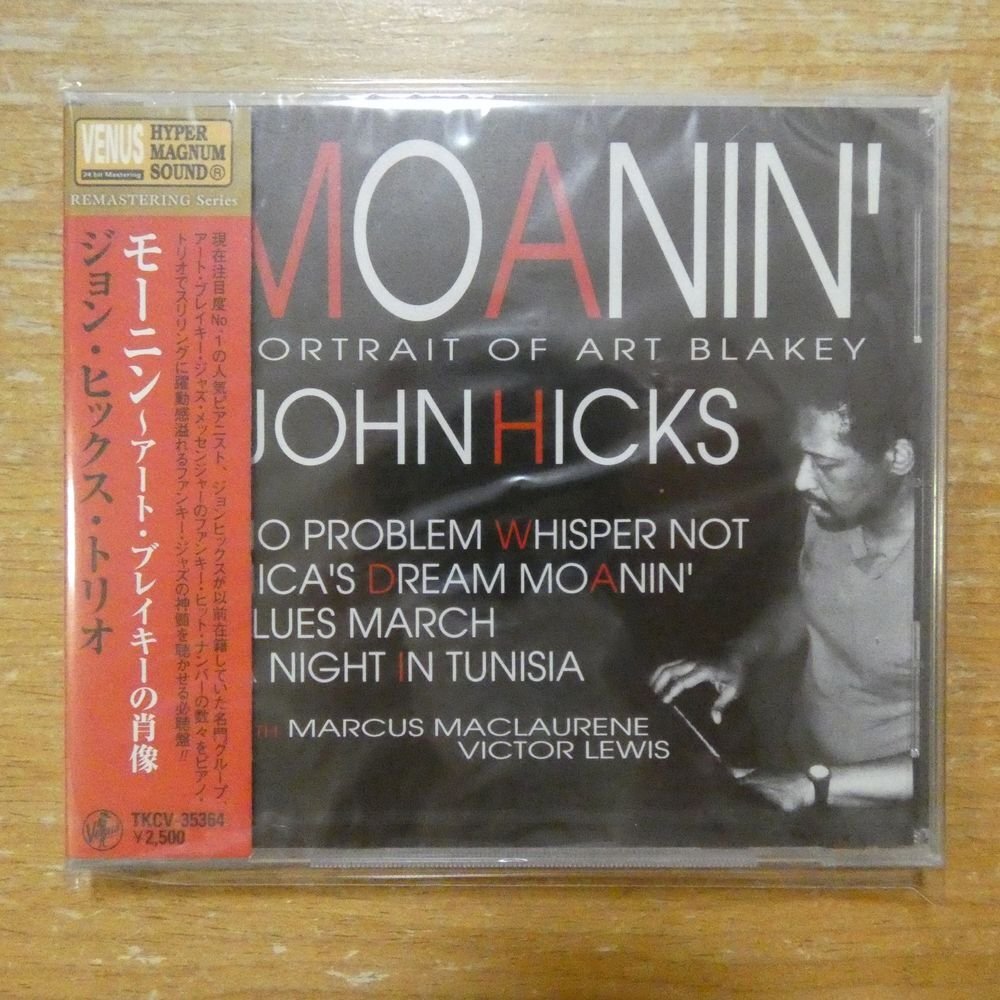 VENUS
24 bit Mastering
HYPER
MAGNUM
SOUND®
REMASTERING Series
現在注目度No.1の人気ピアニスト、ジョンヒックスが以前在籍していた名門グループ、
アート・ブレイキー・ジャズ・メッセンジャーのファンキー・ヒット・ナンバーの数々をピアノ・
トリオでスリリングに躍動感溢れるファンキー・ジャズの神髄を聴かせる必聴盤!!
モーニン〜アート・ブレイキーの肖像
ジョン・ヒックス・トリオ
TKCV-35364
¥2,500
MOANIN'
ORTRAIT OF ART BLAKEY
JOHN HICKS
O PROBLEM WHISPER NOT
ICA'S DREAM MOANIN'
LUES MARCH
NIGHT IN TUNISIA
TH MARCUS MACLAURENE
VICTOR LEWIS